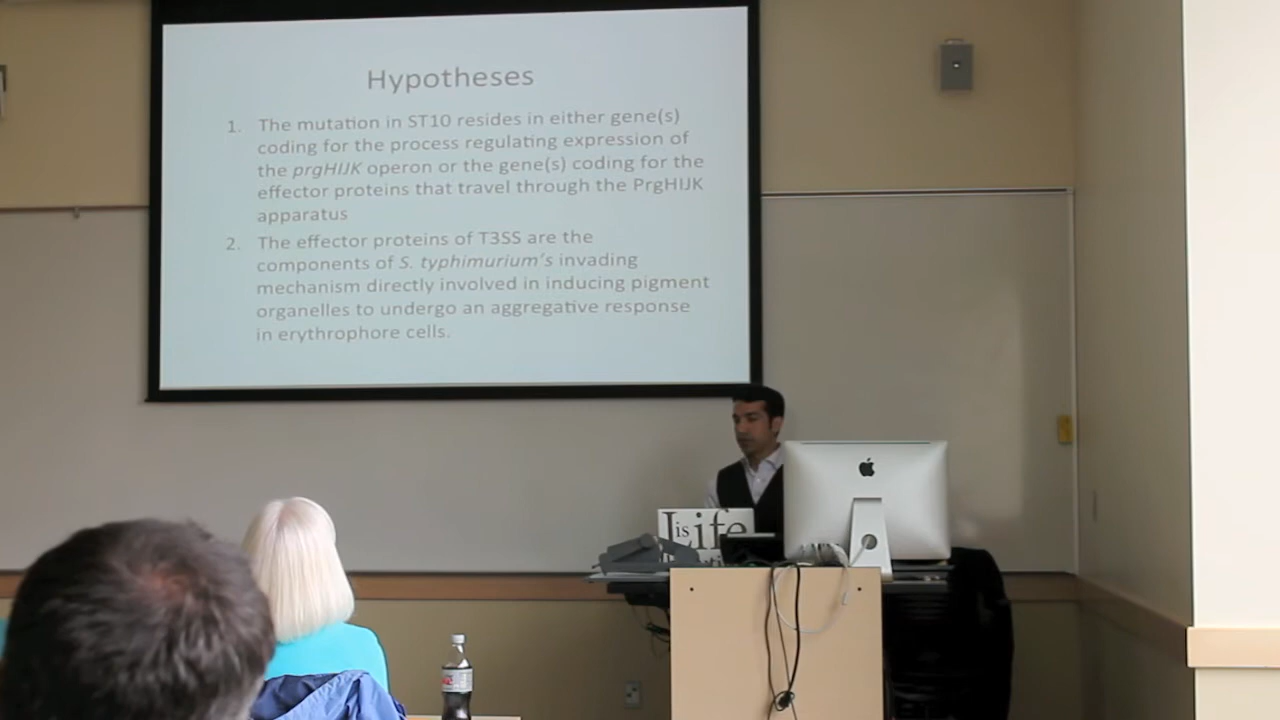 Hypotheses
1. The mutation in ST10 resides in either gene(s)
coding for the process regulating expression of
the prgHIJK operon or the gene(s) coding for the
effector proteins that travel through the PrgHIJK
apparatus
2. The effector proteins of T3SS are the
components of S. typhimurium's invading
mechanism directly involved in inducing pigment
organelles to undergo an aggregative response
in erythrophore cells.
is
Life